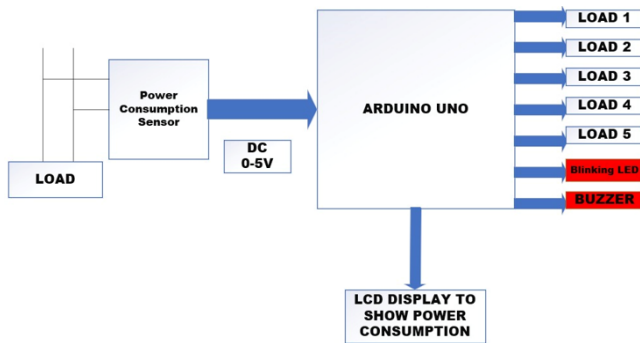 Power
Consumption
Sensor
LOAD
DC
0-5V
ARDUINO UNO
LOAD 1
LOAD 2
LOAD 3
LOAD 4
LOAD 5
Blinking LED
BUZZER
LCD DISPLAY TO
SHOW POWER
CONSUMPTION